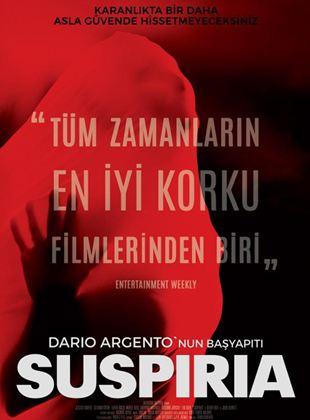 KARANLIKTA BİR DAHA
ASLA GÜVENDE HİSSETMEYECEKSİNİZ
“TÜM ZAMANLARIN
EN İYİ KORKU
FİLMLERİNDEN BİRİ„
ENTERTAINMENT WEEKLY
DARIO ARGENTO`NUN BAŞYAPITI
SUSPIRIA